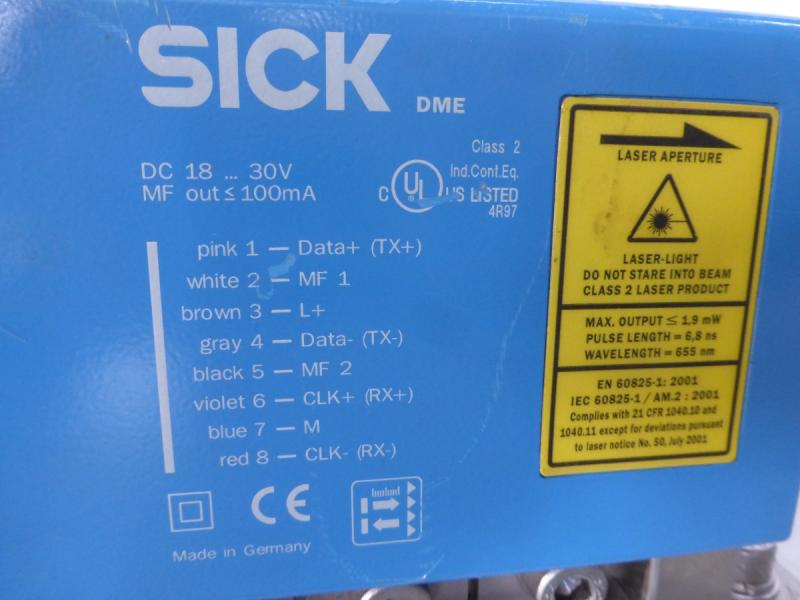 SICK DME
Class 2
DC 18 ... 30V
MF out ≤ 100mA
Ind.Cont.Eq.
C UL ® US LISTED
4R97
pink 1 — Data+ (TX+)
white 2 — MF 1
brown 3 — L+
gray 4 — Data- (TX-)
black 5 — MF 2
violet 6 — CLK+ (RX+)
blue 7 — M
red 8 — CLK- (RX-)
CE
Made in Germany
LASER APERTURE
LASER-LIGHT
DO NOT STARE INTO BEAM
CLASS 2 LASER PRODUCT
MAX. OUTPUT ≤ 1,9 mW
PULSE LENGTH = 6,8 ns
WAVELENGTH = 655 nm
EN 60825-1: 2001
IEC 60825-1 / AM.2 : 2001
Complies with 21 CFR 1040.10 and
1040.11 except for deviations pursuant
to laser notice No. 50, July 2001